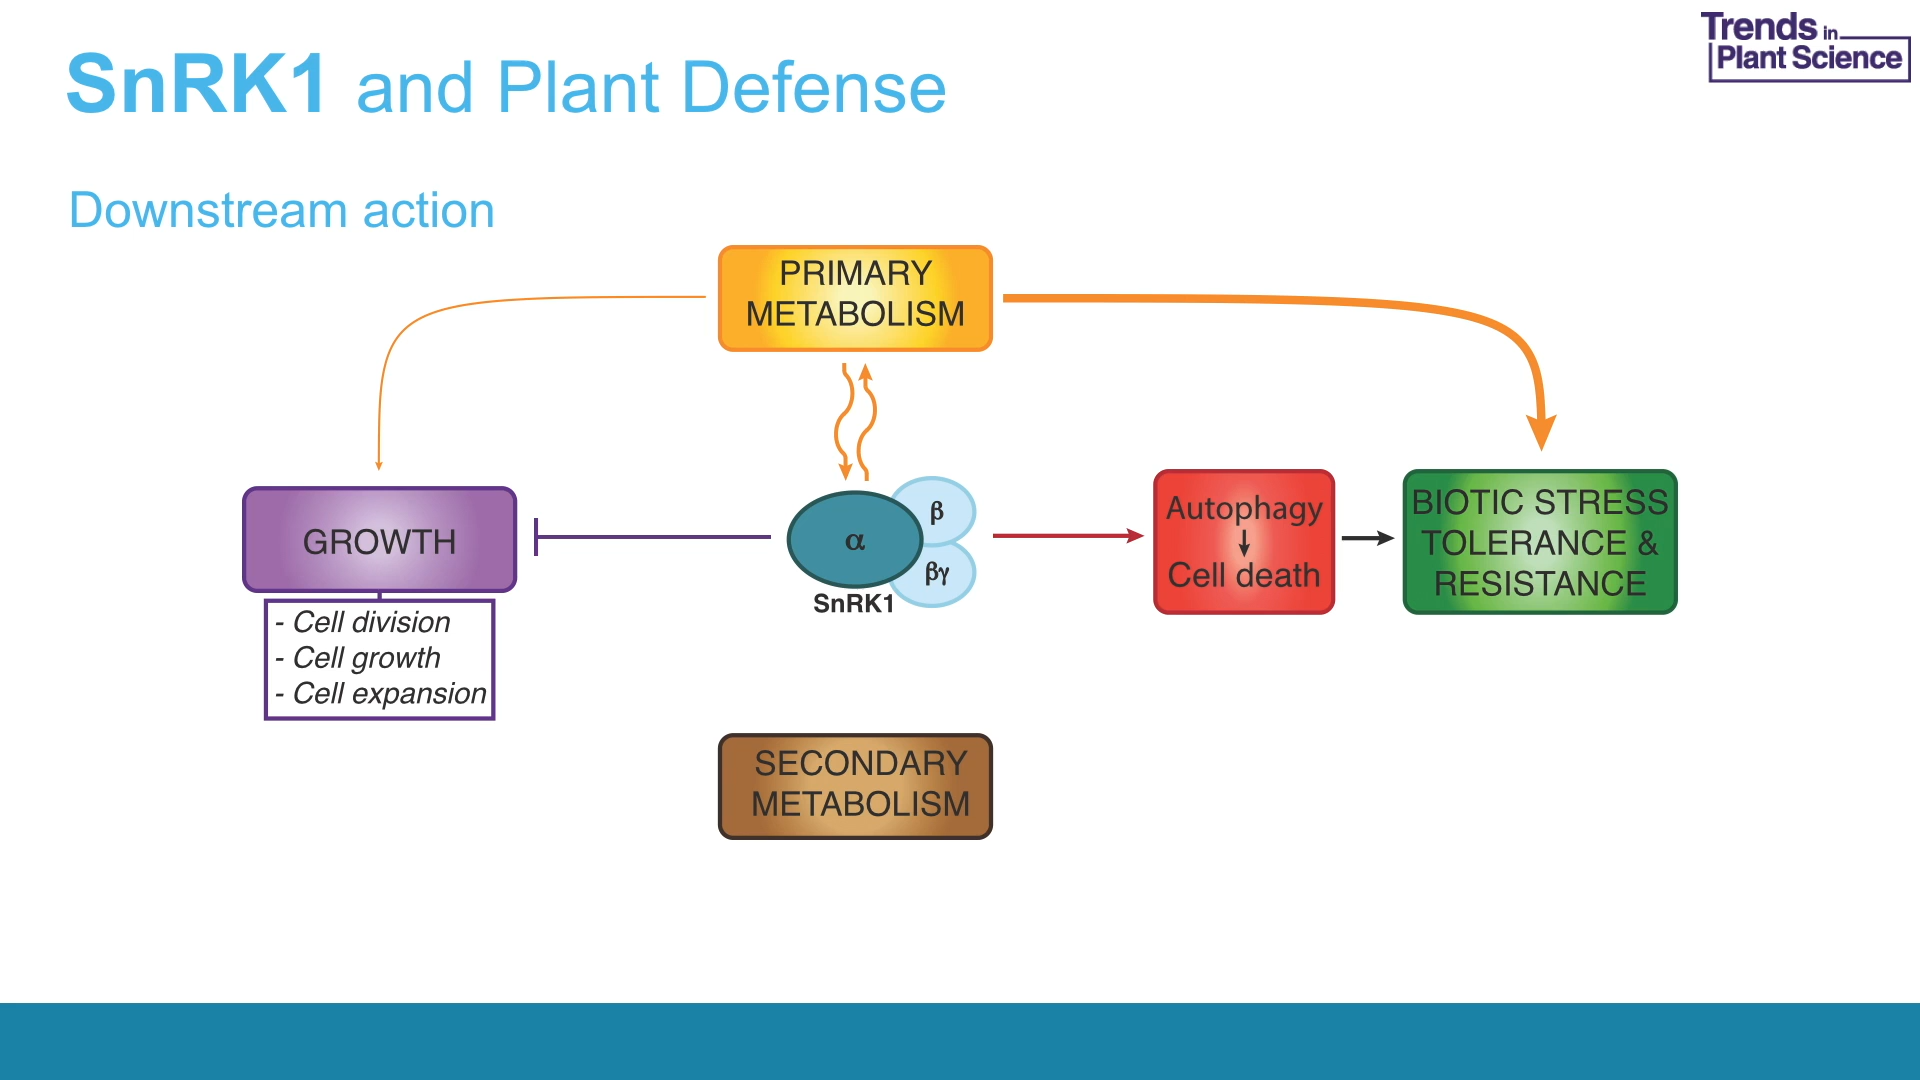 Trends in
Plant Science
SnRK1 and Plant Defense
Downstream action
PRIMARY
METABOLISM
GROWTH
- Cell division
- Cell growth
- Cell expansion
α
β
βγ
SnRK1
Autophagy
Cell death
BIOTIC STRESS
TOLERANCE &
RESISTANCE
SECONDARY
METABOLISM